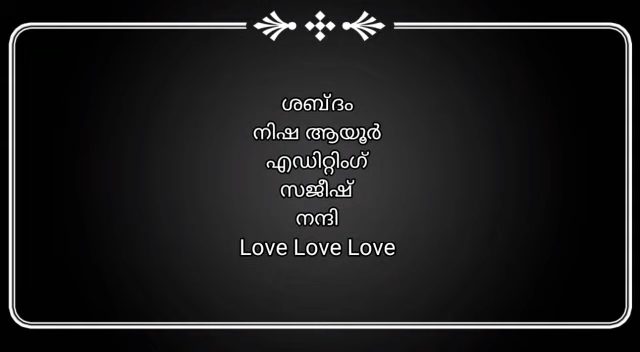 ശബ്ദം
നിഷ ആയൂർ
എഡിറ്റിംഗ്
സജീഷ്
നന്ദി
Love Love Love